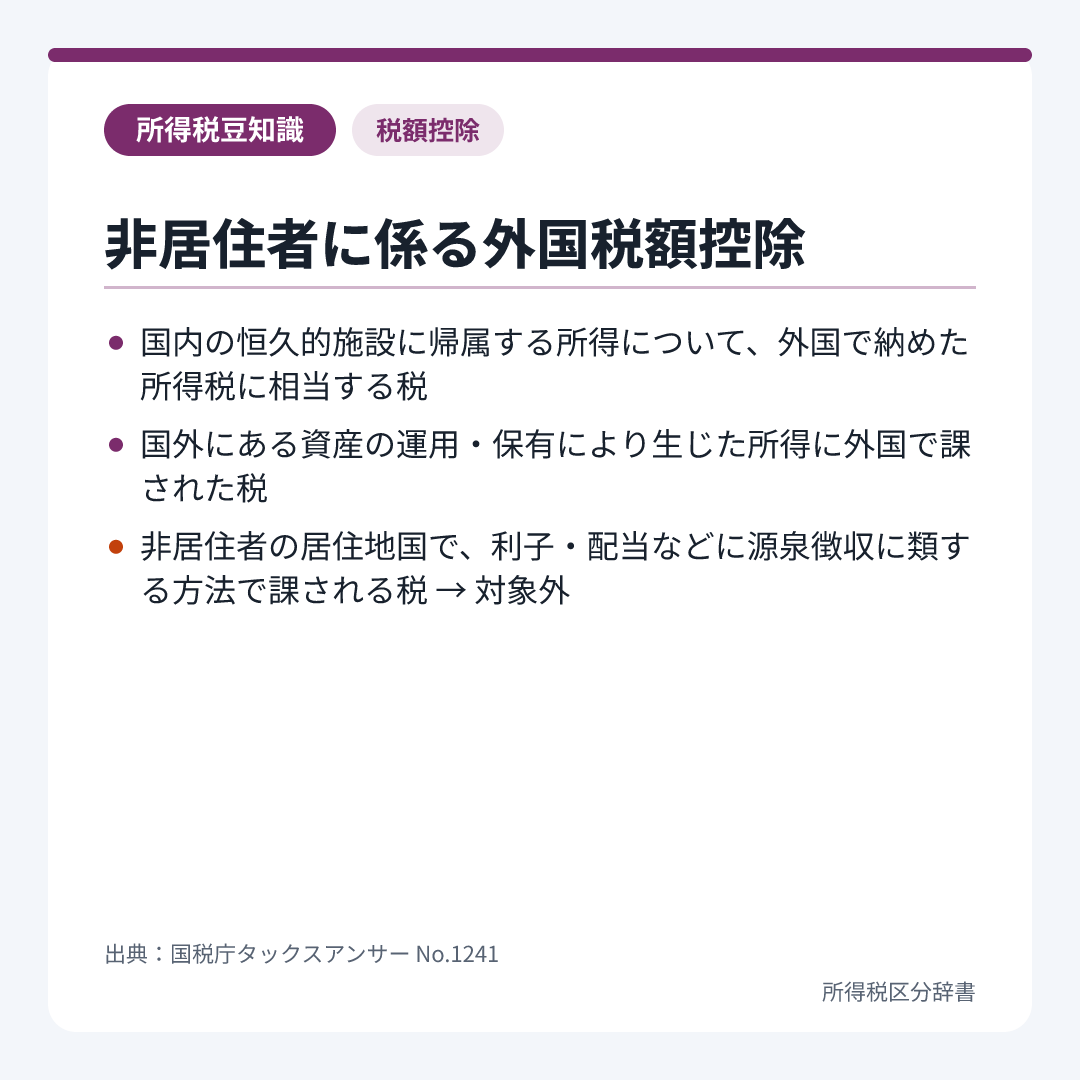 所得税豆知識
税額控除
非居住者に係る外国税額控除
国内の恒久的施設に帰属する所得について、外国で納めた
所得税に相当する税
国外にある資産の運用・保有により生じた所得に外国で課
された税
非居住者の居住地国で、利子・配当などに源泉徴収に類す
る方法で課される税 → 対象外
出典：国税庁タックスアンサー No.1241
所得税区分辞書